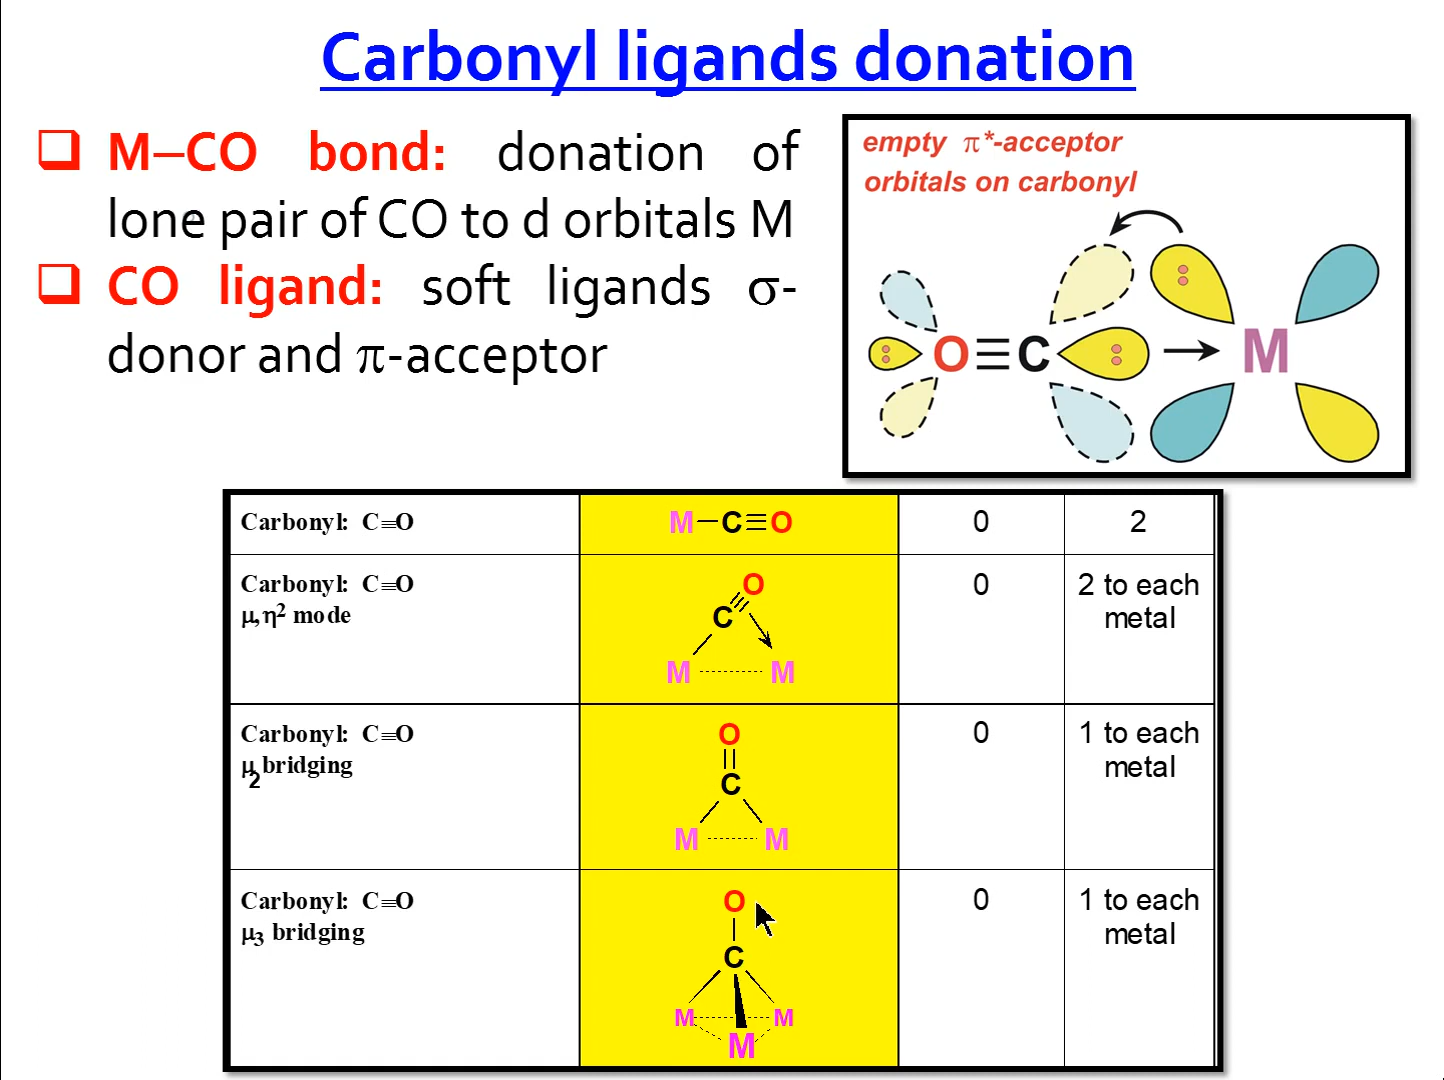 Carbonyl ligands donation
❑ M–CO bond: donation of
lone pair of CO to d orbitals M
❑ CO ligand: soft ligands σ-
donor and π-acceptor
empty π*-acceptor
orbitals on carbonyl
O≡C M
Carbonyl: C≡O M–C≡O 0 2
Carbonyl: C≡O 0 2 to each
μ,η² mode metal
O
C
M M
Carbonyl: C≡O 0 1 to each
μ2 bridging metal
O
C
M M
Carbonyl: C≡O 0 1 to each
μ3 bridging metal
O
C
M M
M